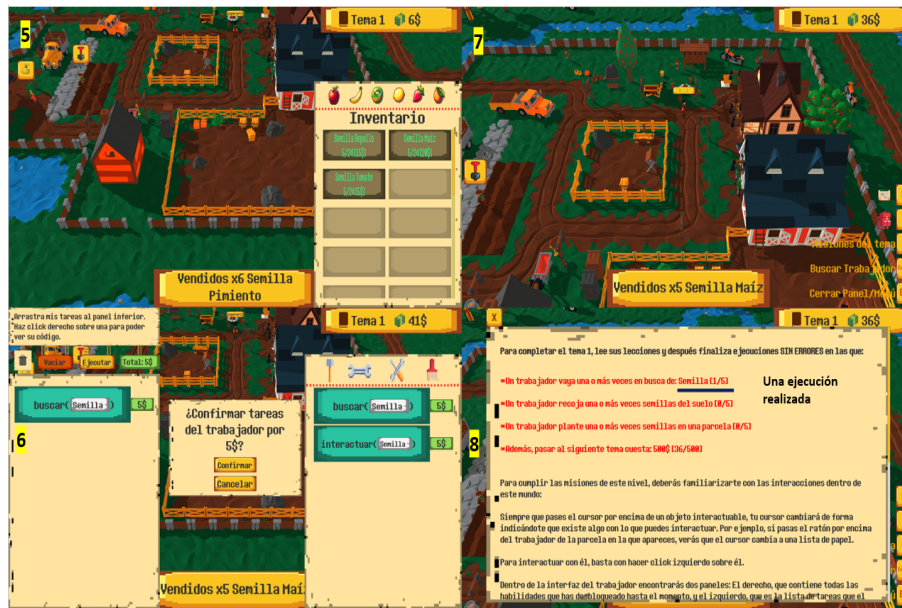 5
Tema 1 6$
Inventario
Semilla Repollo
5/24(15$)
Semilla Maíz
5/24(20$)
Semilla Tomate
5/24(5$)
Vendidos x6 Semilla
Pimiento
7
Tema 1 36$
Misiones del tema
Buscar Trabajador
Cerrar Panel/Menú
Vendidos x5 Semilla Maíz
6
Arrastra mis tareas al panel inferior.
Haz click derecho sobre una para poder
ver su código.
Tema 1 41$
Vaciar
Ejecutar
Total:5$
buscar( Semilla ) 5$
¿Confirmar tareas
del trabajador por
5$?
Confirmar
Cancelar
buscar( Semilla ) 5$
interactuar( Semilla ) 5$
Vendidos x5 Semilla Maí
8
X
Tema 1 36$
Para completar el tema 1, lee sus lecciones y después finaliza ejecuciones SIN ERRORES en las que:
*Un trabajador vaya una o más veces en busca de: Semilla (1/5)
Una ejecución
realizada
*Un trabajador recoja una o más veces semillas del suelo (0/5)
*Un trabajador plante una o más veces semillas en una parcela (0/5)
*Además, pasar al siguiente tema cuesta: 500$ (36/500)
Para cumplir las misiones de este nivel, deberás familiarizarte con las interacciones dentro de
este mundo:
Siempre que pases el cursor por encima de un objeto interactuable, tu cursor cambiará de forma
indicándote que existe algo con lo que puedes interactuar. Por ejemplo, si pasas el ratón por encima
del trabajador de la parcela en la que apareces, verás que el cursor cambia a una lista de papel.
Para interactuar con él, basta con hacer click izquierdo sobre él.
Dentro de la interfaz del trabajador encontrarás dos paneles: El derecho, que contiene todas las
habilidades que has desbloqueado hasta el momento, y el izquierdo, que es la lista de tareas que el